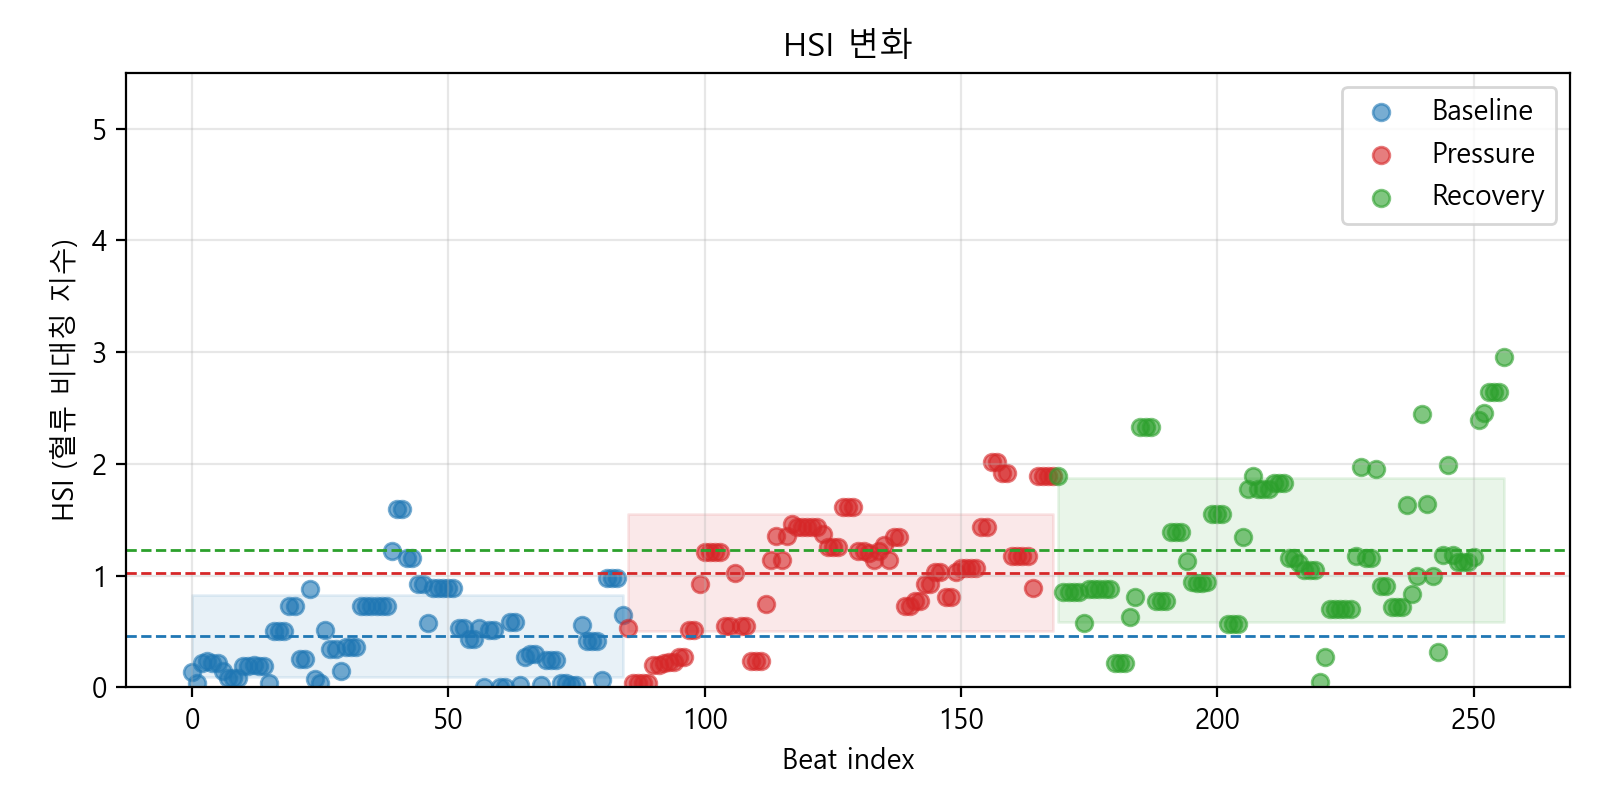 HSI 변화
HSI (혈류 비대칭 지수)
5
4
3
2
1
0
0 50 100 150 200 250
Beat index
Baseline
Pressure
Recovery